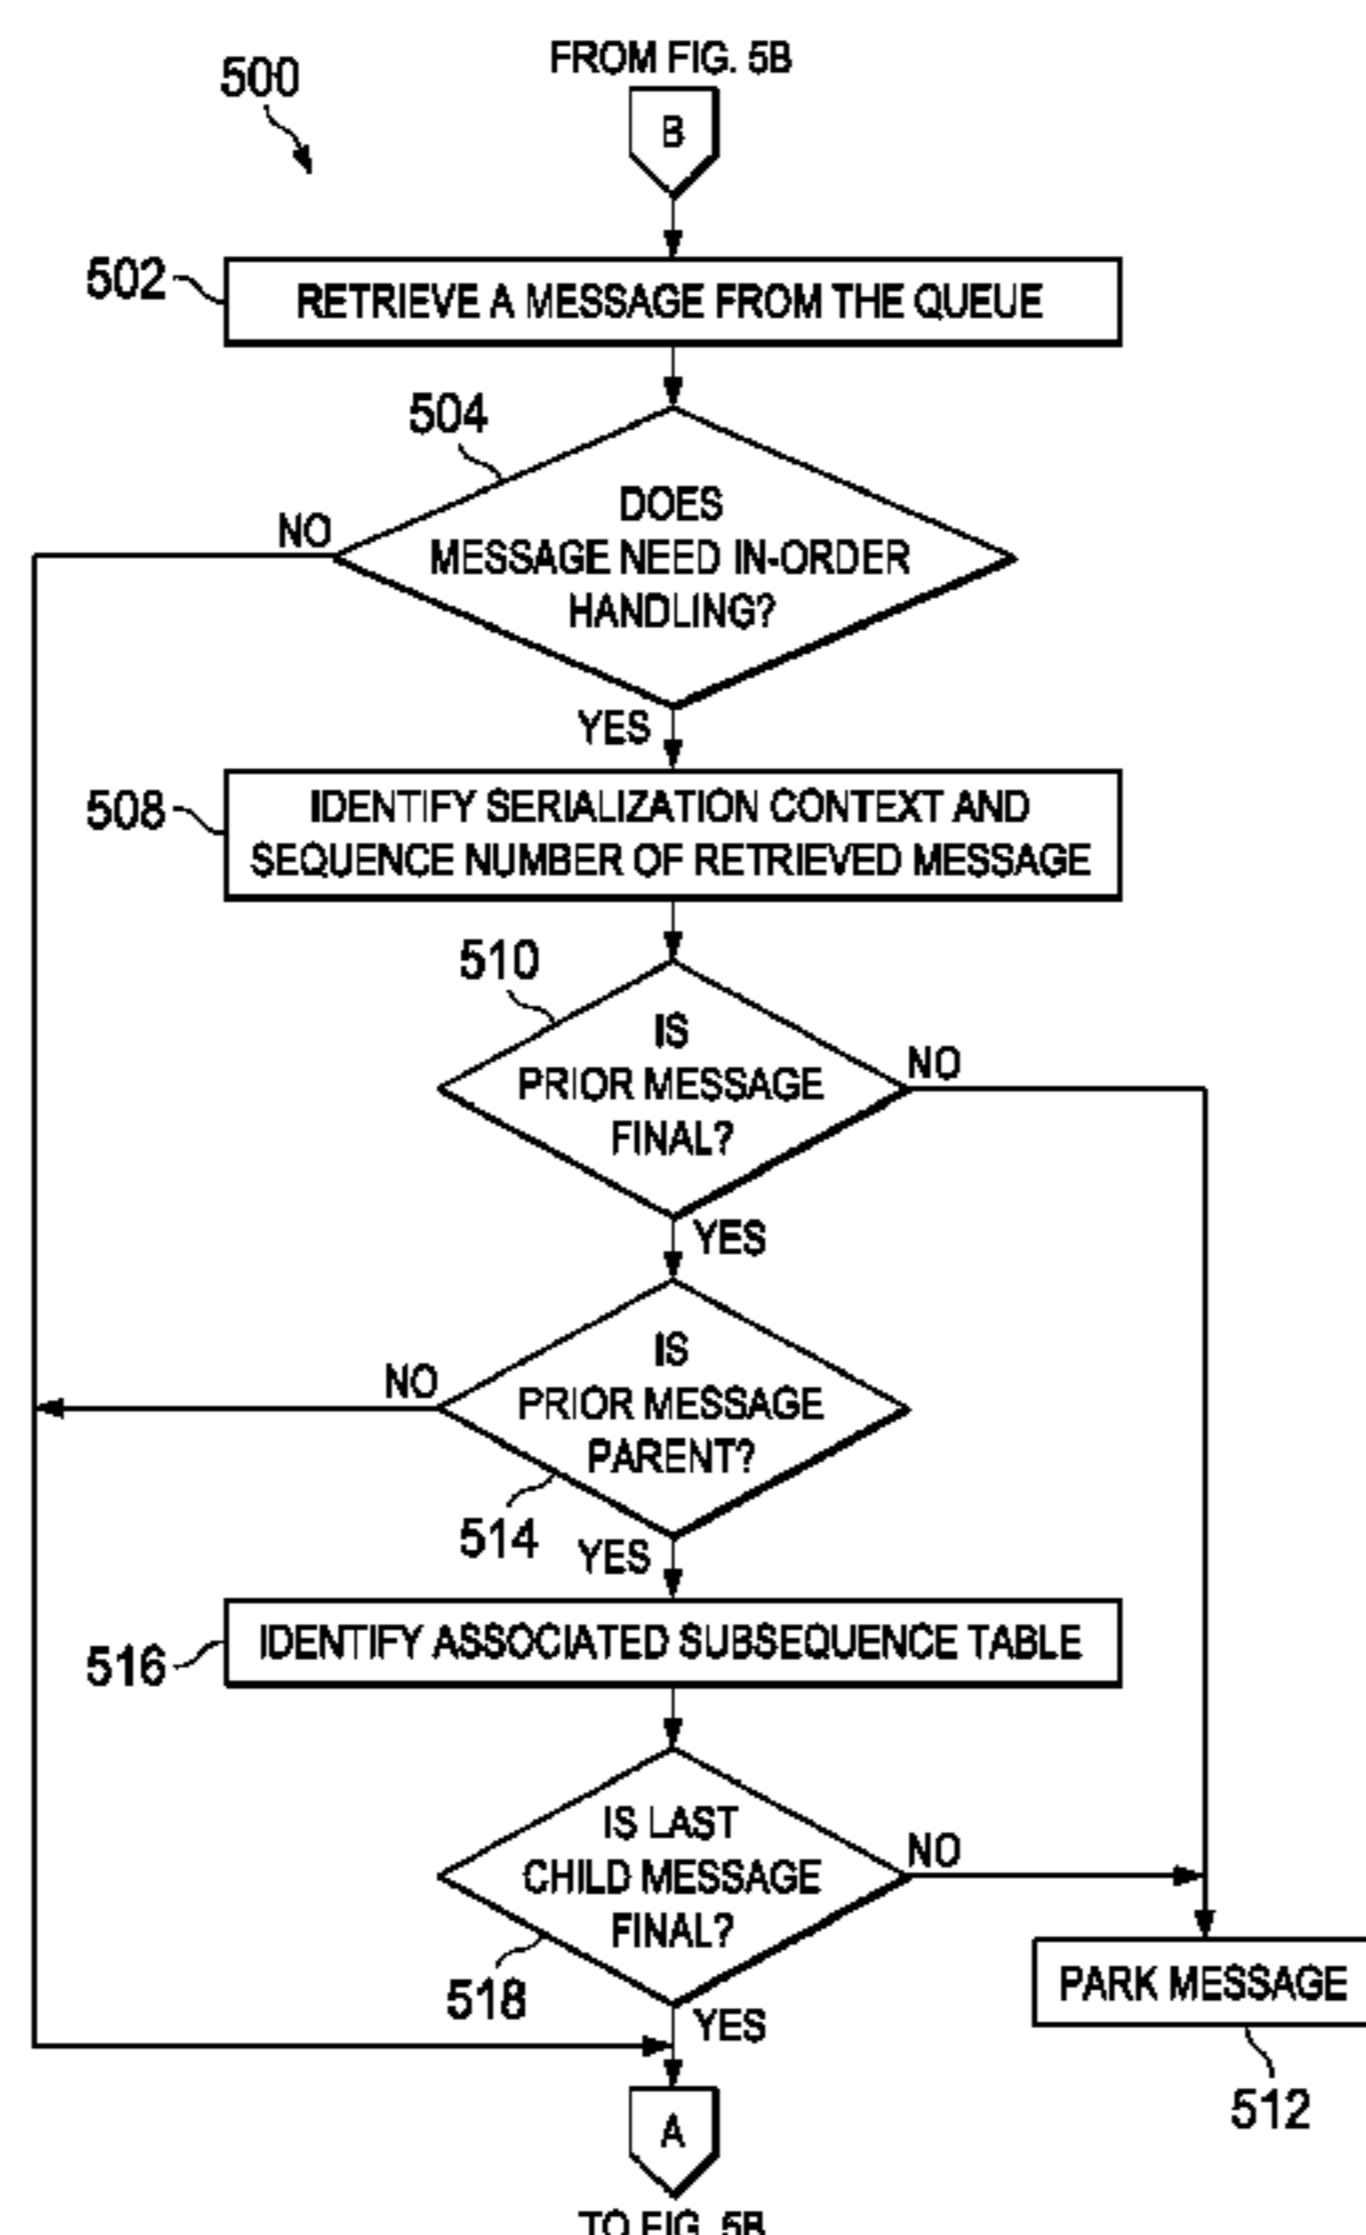 FROM FIG. 5B
500
B
502
RETRIEVE A MESSAGE FROM THE QUEUE
504
DOES
MESSAGE NEED IN-ORDER
HANDLING?
NO
YES
508
IDENTIFY SERIALIZATION CONTEXT AND
SEQUENCE NUMBER OF RETRIEVED MESSAGE
510
IS
PRIOR MESSAGE
FINAL?
NO
YES
IS
PRIOR MESSAGE
PARENT?
NO
514
YES
516
IDENTIFY ASSOCIATED SUBSEQUENCE TABLE
IS LAST
CHILD MESSAGE
FINAL?
NO
518
YES
PARK MESSAGE
512
A
TO FIG. 5B